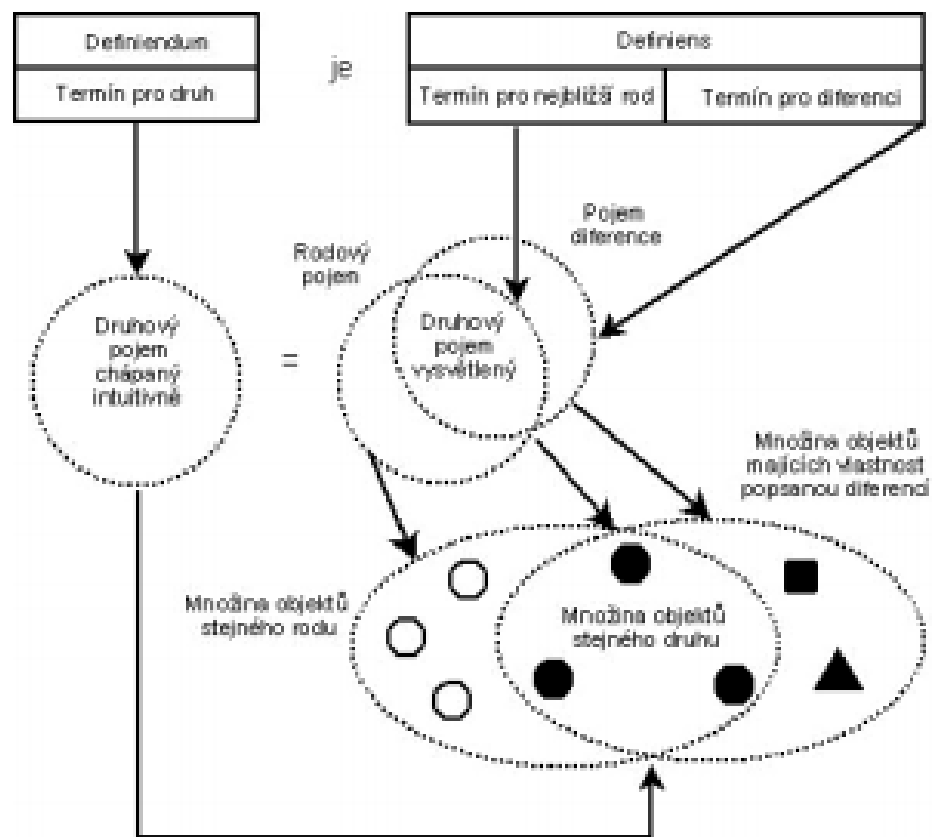 Definiendum
Termín pro druh
je
Definiens
Termín pro nejbližší rod
Termín pro diferenci
Rodový
pojem
Pojem
diference
Druhový
pojem
chápaný
intuitivně
=
Druhový
pojem
vysvětlený
Množina objektů
majících vlastnost
popsanou diferencí
Množina objektů
stejného rodu
Množina objektů
stejného druhu